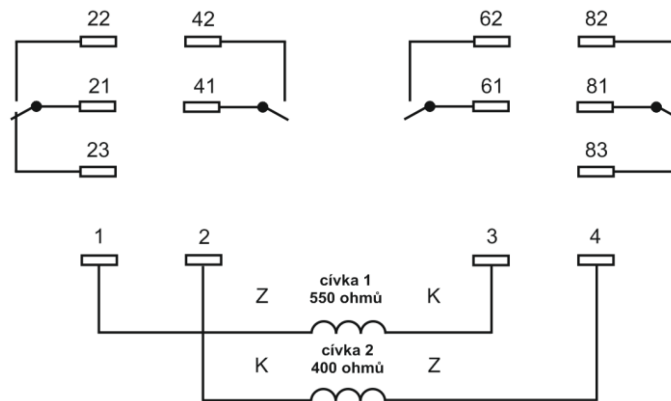 22 42 62 82
21 41 61 81
23 83
1 2 3 4
Z cívka 1 K
550 ohmů
K cívka 2 Z
400 ohmů